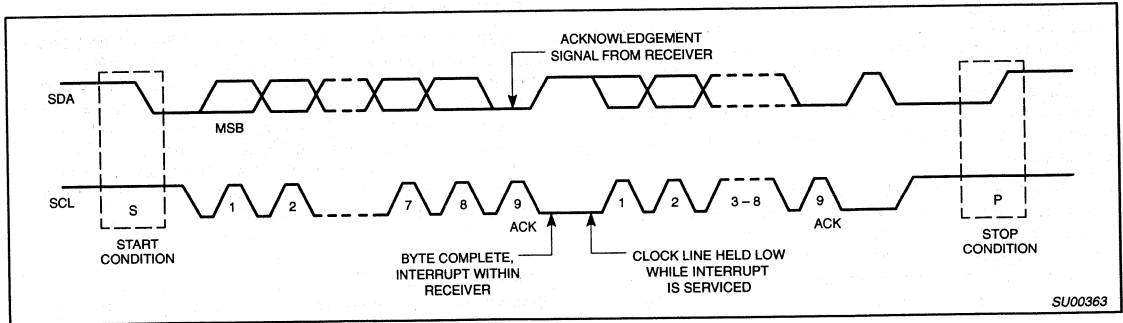 ACKNOWLEDGEMENT
SIGNAL FROM RECEIVER
SDA
MSB
SCL
S
1
2
7
8
9
1
2
3 – 8
9
P
ACK
ACK
START
CONDITION
BYTE COMPLETE,
INTERRUPT WITHIN
RECEIVER
CLOCK LINE HELD LOW
WHILE INTERRUPT
IS SERVICED
STOP
CONDITION
SU00363